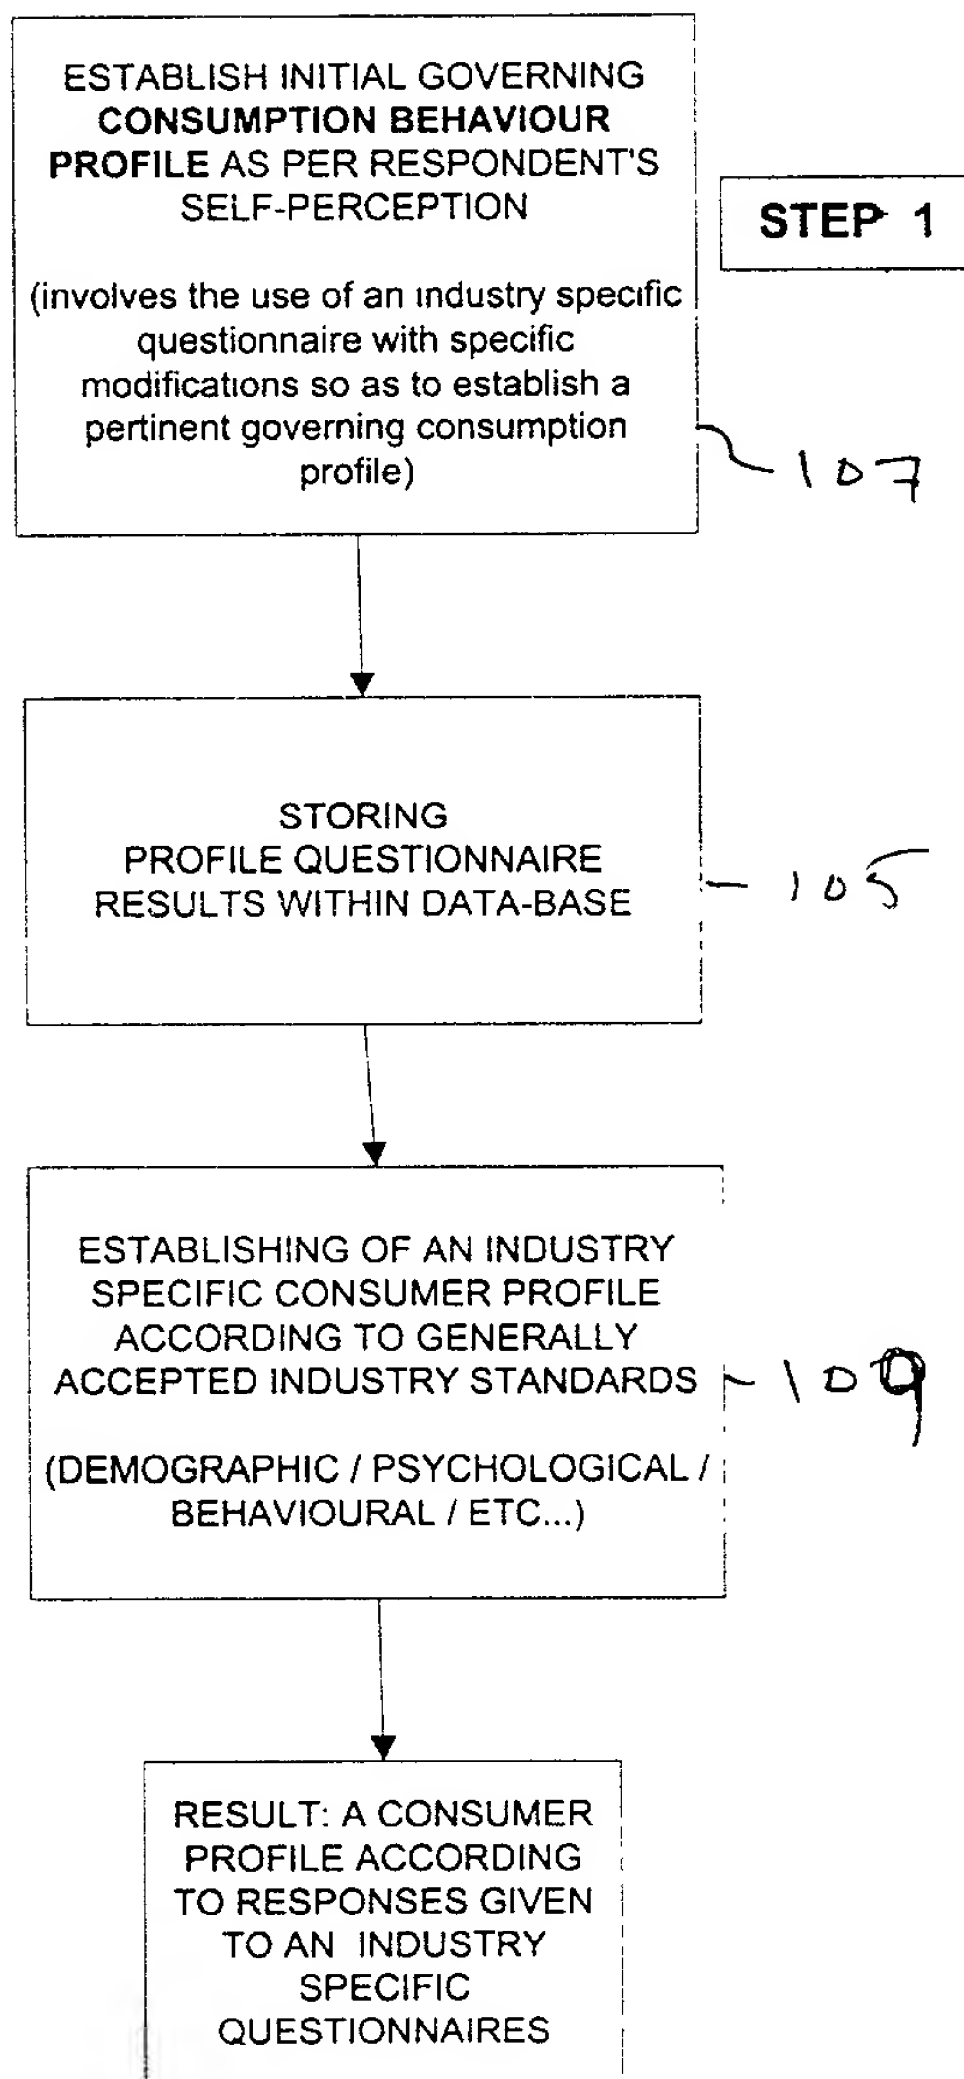 ESTABLISH INITIAL GOVERNING
CONSUMPTION BEHAVIOUR
PROFILE AS PER RESPONDENT'S
SELF-PERCEPTION
STEP 1
(involves the use of an industry specific
questionnaire with specific
modifications so as to establish a
pertinent governing consumption
profile)
107
STORING
PROFILE QUESTIONNAIRE
RESULTS WITHIN DATA-BASE
105
ESTABLISHING OF AN INDUSTRY
SPECIFIC CONSUMER PROFILE
ACCORDING TO GENERALLY
ACCEPTED INDUSTRY STANDARDS
109
(DEMOGRAPHIC / PSYCHOLOGICAL /
BEHAVIOURAL / ETC...)
RESULT: A CONSUMER
PROFILE ACCORDING
TO RESPONSES GIVEN
TO AN INDUSTRY
SPECIFIC
QUESTIONNAIRES